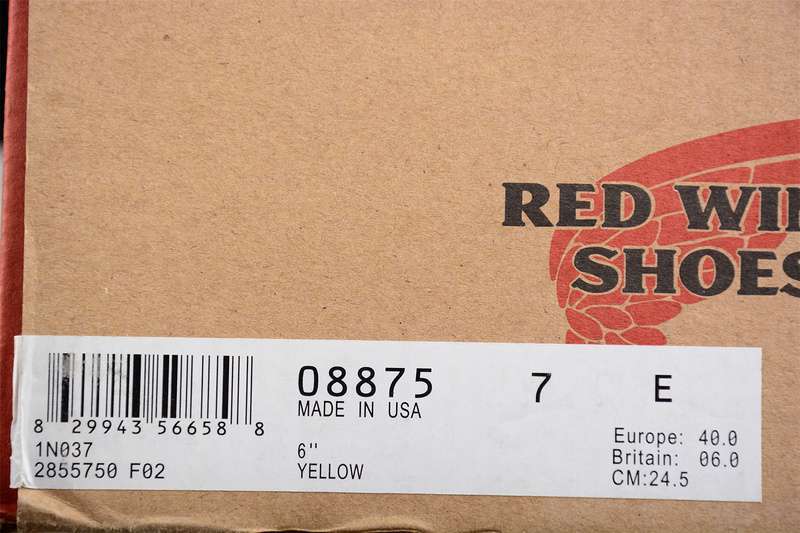 RED WI
SHOES
08875 7 E
MADE IN USA
8 29943 56658 8
1N037
2855750 F02
6"
YELLOW
Europe: 40.0
Britain: 06.0
CM:24.5